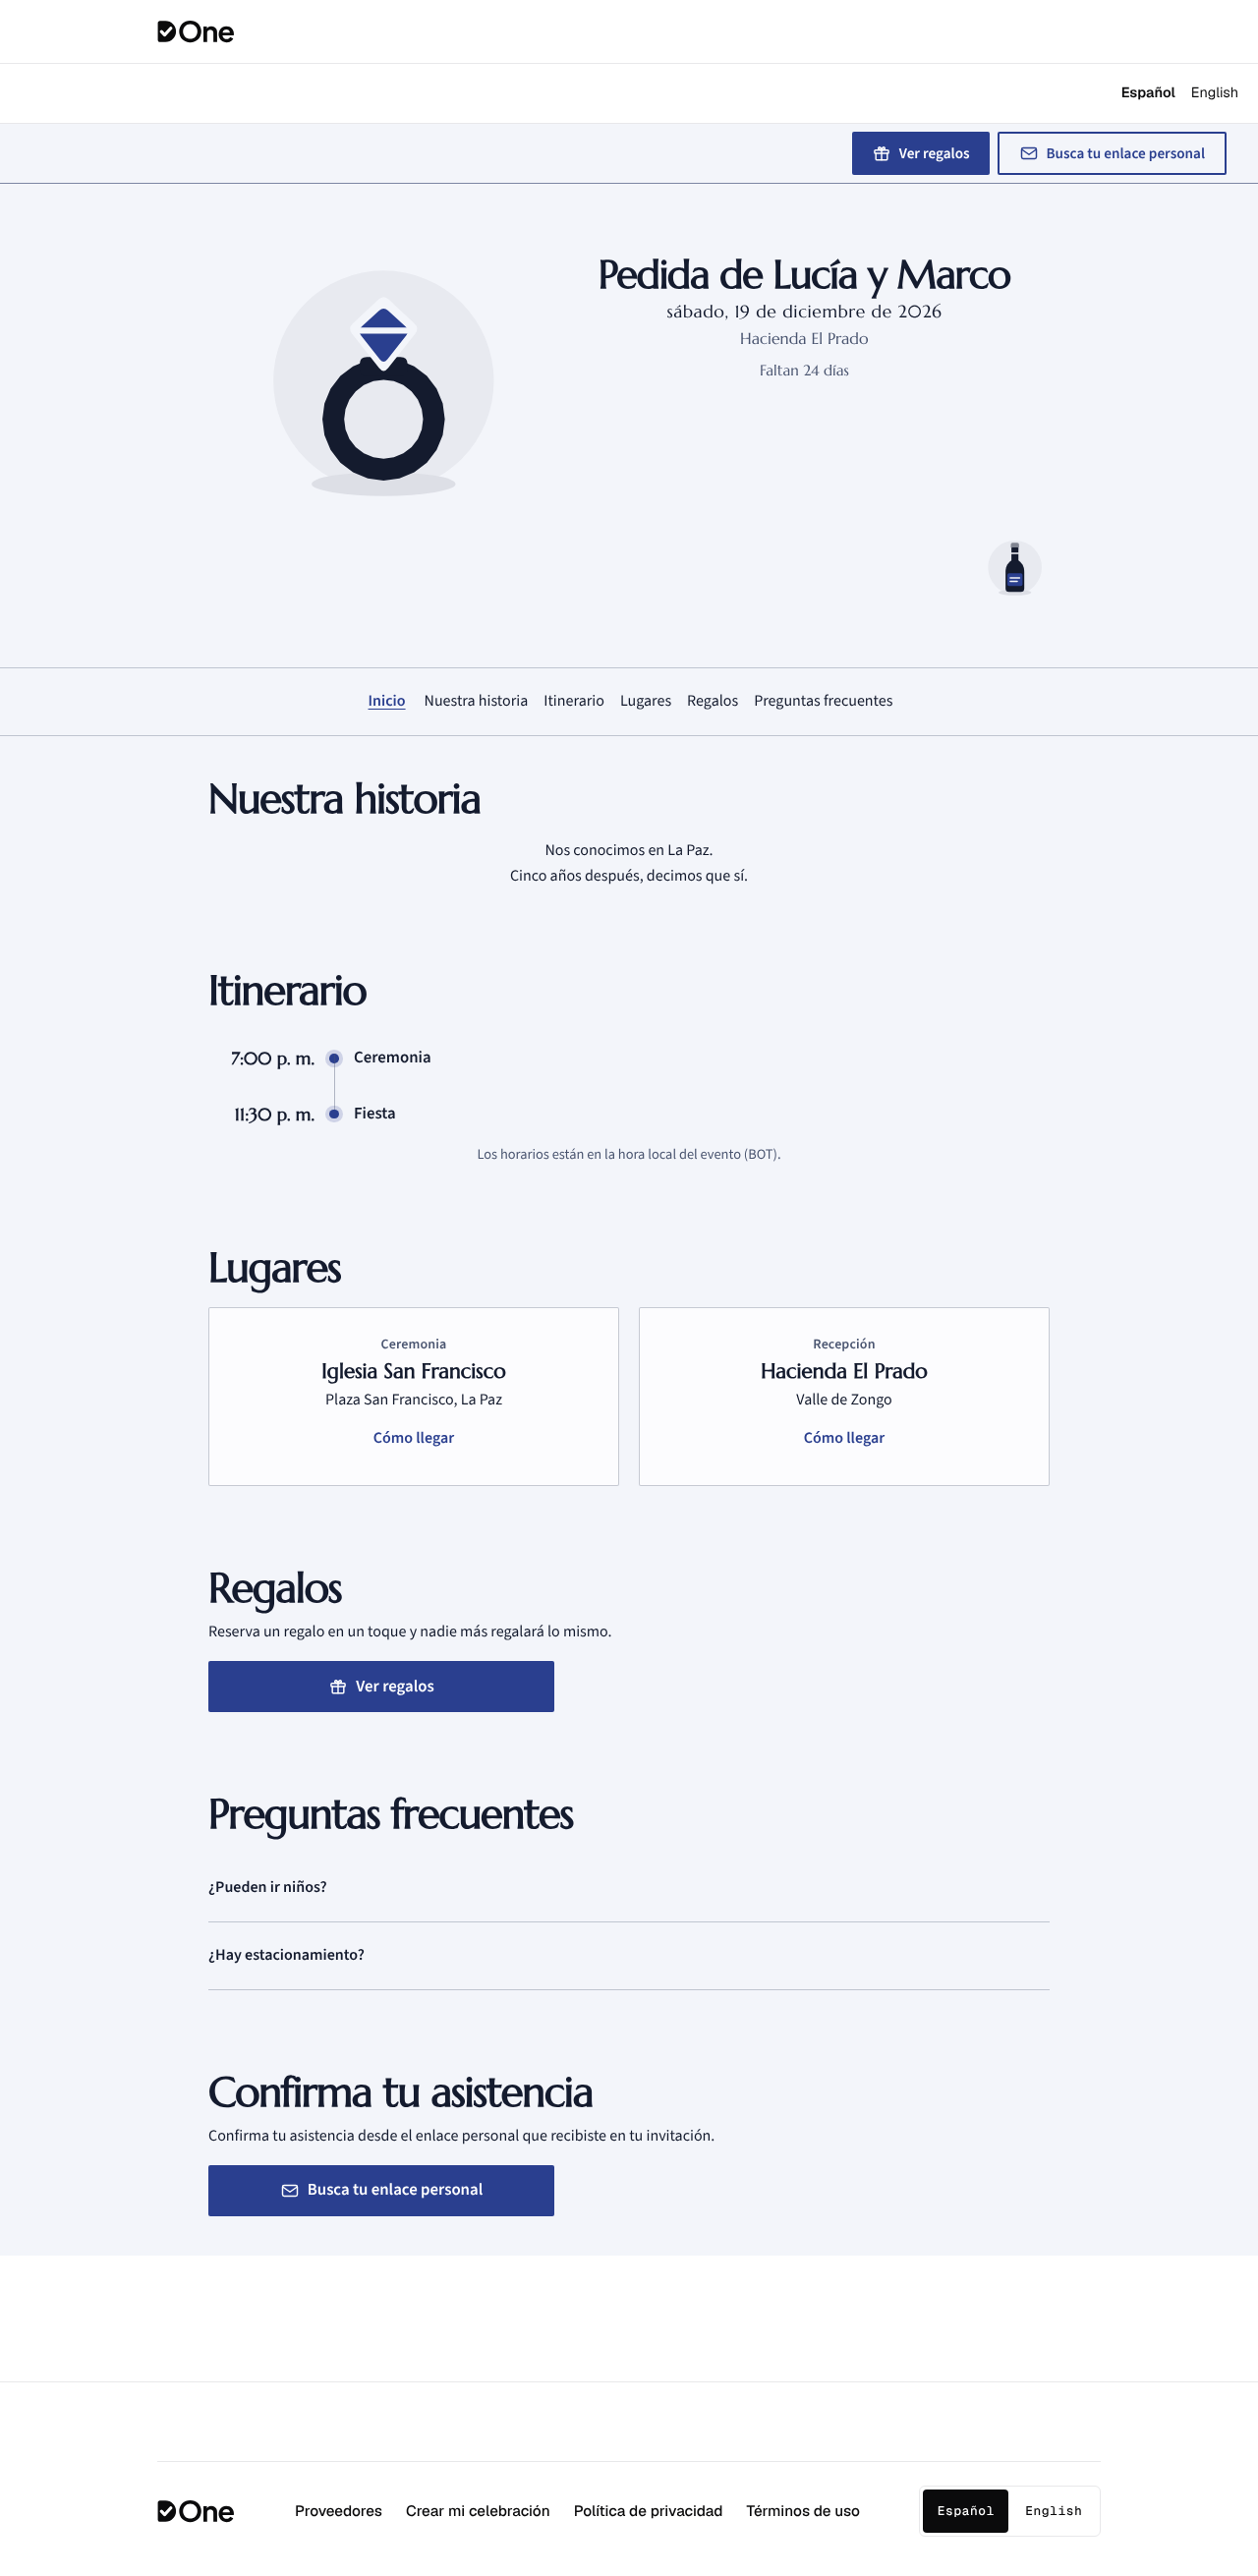 One
Español English
Ver regalos Busca tu enlace personal
Pedida de Lucía y Marco
sábado, 19 de diciembre de 2026
Hacienda El Prado
Faltan 24 días
Inicio Nuestra historia Itinerario Lugares Regalos Preguntas frecuentes
Nuestra historia
Nos conocimos en La Paz.
Cinco años después, decimos que sí.
Itinerario
7:00 p. m. Ceremonia
11:30 p. m. Fiesta
Los horarios están en la hora local del evento (BOT).
Lugares
Ceremonia
Iglesia San Francisco
Plaza San Francisco, La Paz
Cómo llegar
Recepción
Hacienda El Prado
Valle de Zongo
Cómo llegar
Regalos
Reserva un regalo en un toque y nadie más regalará lo mismo.
Ver regalos
Preguntas frecuentes
¿Pueden ir niños?
¿Hay estacionamiento?
Confirma tu asistencia
Confirma tu asistencia desde el enlace personal que recibiste en tu invitación.
Busca tu enlace personal
One Proveedores Crear mi celebración Política de privacidad Términos de uso Español English